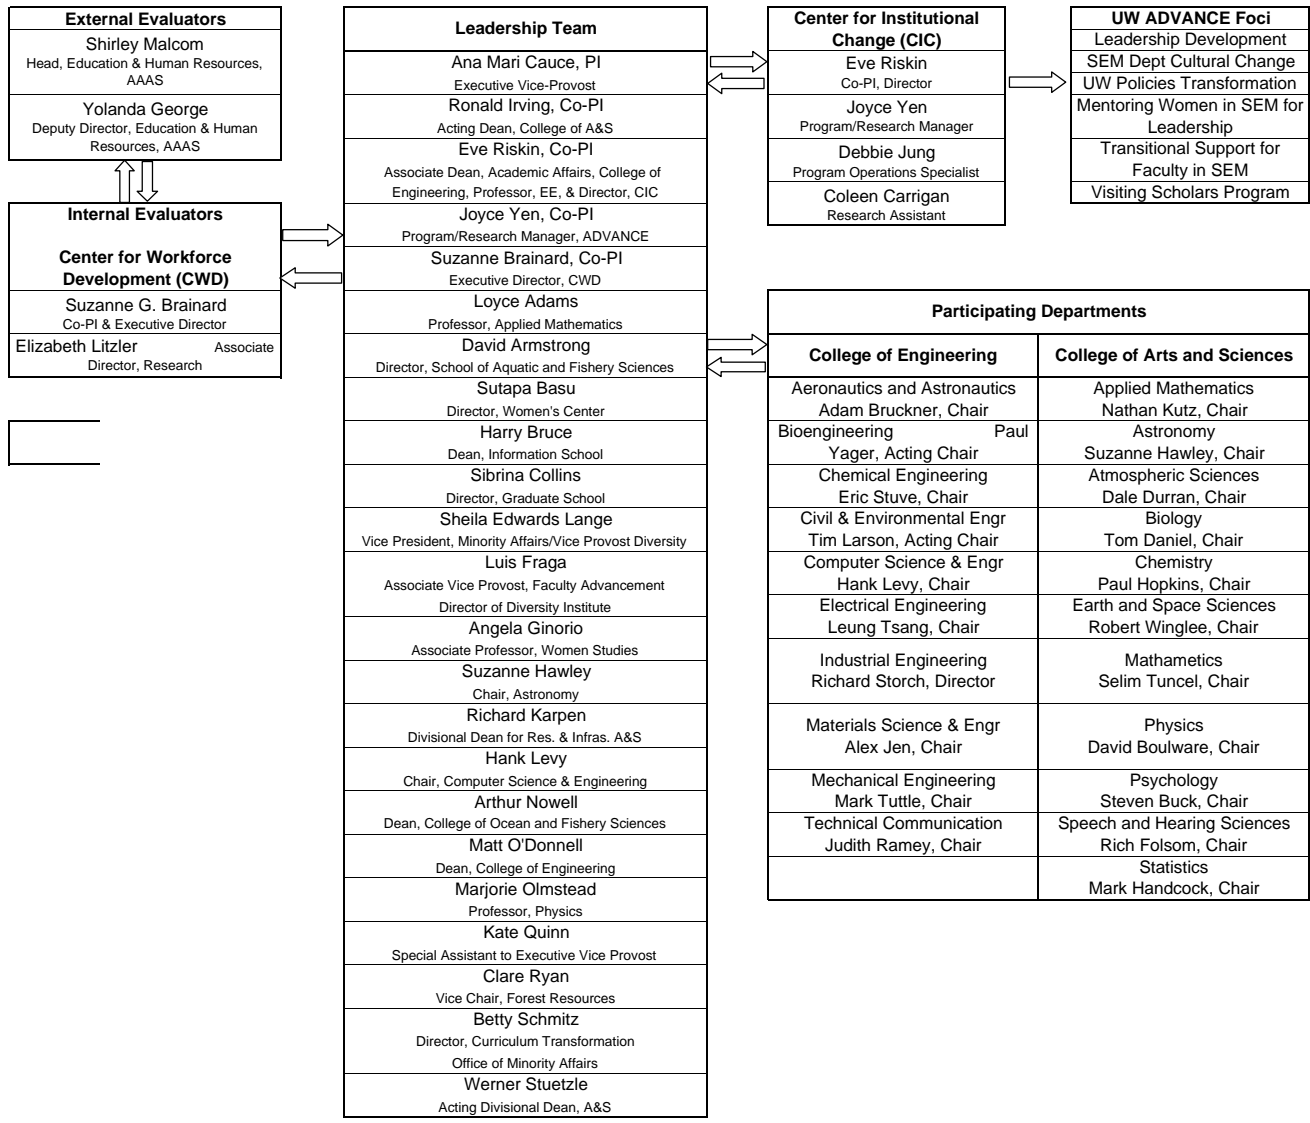 External Evaluators
Shirley Malcom
Head, Education & Human Resources,
AAAS
Yolanda George
Deputy Director, Education & Human
Resources, AAAS
Internal Evaluators
Center for Workforce
Development (CWD)
Suzanne G. Brainard
Co-PI & Executive Director
Elizabeth Litzler Associate
Director, Research
Leadership Team
Ana Mari Cauce, PI
Executive Vice-Provost
Ronald Irving, Co-PI
Acting Dean, College of A&S
Eve Riskin, Co-PI
Associate Dean, Academic Affairs, College of
Engineering, Professor, EE, & Director, CIC
Joyce Yen, Co-PI
Program/Research Manager, ADVANCE
Suzanne Brainard, Co-PI
Executive Director, CWD
Loyce Adams
Professor, Applied Mathematics
David Armstrong
Director, School of Aquatic and Fishery Sciences
Sutapa Basu
Director, Women's Center
Harry Bruce
Dean, Information School
Sibrina Collins
Director, Graduate School
Sheila Edwards Lange
Vice President, Minority Affairs/Vice Provost Diversity
Luis Fraga
Associate Vice Provost, Faculty Advancement
Director of Diversity Institute
Angela Ginorio
Associate Professor, Women Studies
Suzanne Hawley
Chair, Astronomy
Richard Karpen
Divisional Dean for Res. & Infras. A&S
Hank Levy
Chair, Computer Science & Engineering
Arthur Nowell
Dean, College of Ocean and Fishery Sciences
Matt O'Donnell
Dean, College of Engineering
Marjorie Olmstead
Professor, Physics
Kate Quinn
Special Assistant to Executive Vice Provost
Clare Ryan
Vice Chair, Forest Resources
Betty Schmitz
Director, Curriculum Transformation
Office of Minority Affairs
Werner Stuetzle
Acting Divisional Dean, A&S
Center for Institutional
Change (CIC)
Eve Riskin
Co-PI, Director
Joyce Yen
Program/Research Manager
Debbie Jung
Program Operations Specialist
Coleen Carrigan
Research Assistant
UW ADVANCE Foci
Leadership Development
SEM Dept Cultural Change
UW Policies Transformation
Mentoring Women in SEM for
Leadership
Transitional Support for
Faculty in SEM
Visiting Scholars Program
Participating Departments
College of Engineering
Aeronautics and Astronautics
Adam Bruckner, Chair
Bioengineering Paul
Yager, Acting Chair
Chemical Engineering
Eric Stuve, Chair
Civil & Environmental Engr
Tim Larson, Acting Chair
Computer Science & Engr
Hank Levy, Chair
Electrical Engineering
Leung Tsang, Chair
Industrial Engineering
Richard Storch, Director
Materials Science & Engr
Alex Jen, Chair
Mechanical Engineering
Mark Tuttle, Chair
Technical Communication
Judith Ramey, Chair
College of Arts and Sciences
Applied Mathematics
Nathan Kutz, Chair
Astronomy
Suzanne Hawley, Chair
Atmospheric Sciences
Dale Durran, Chair
Biology
Tom Daniel, Chair
Chemistry
Paul Hopkins, Chair
Earth and Space Sciences
Robert Winglee, Chair
Mathametics
Selim Tuncel, Chair
Physics
David Boulware, Chair
Psychology
Steven Buck, Chair
Speech and Hearing Sciences
Rich Folsom, Chair
Statistics
Mark Handcock, Chair